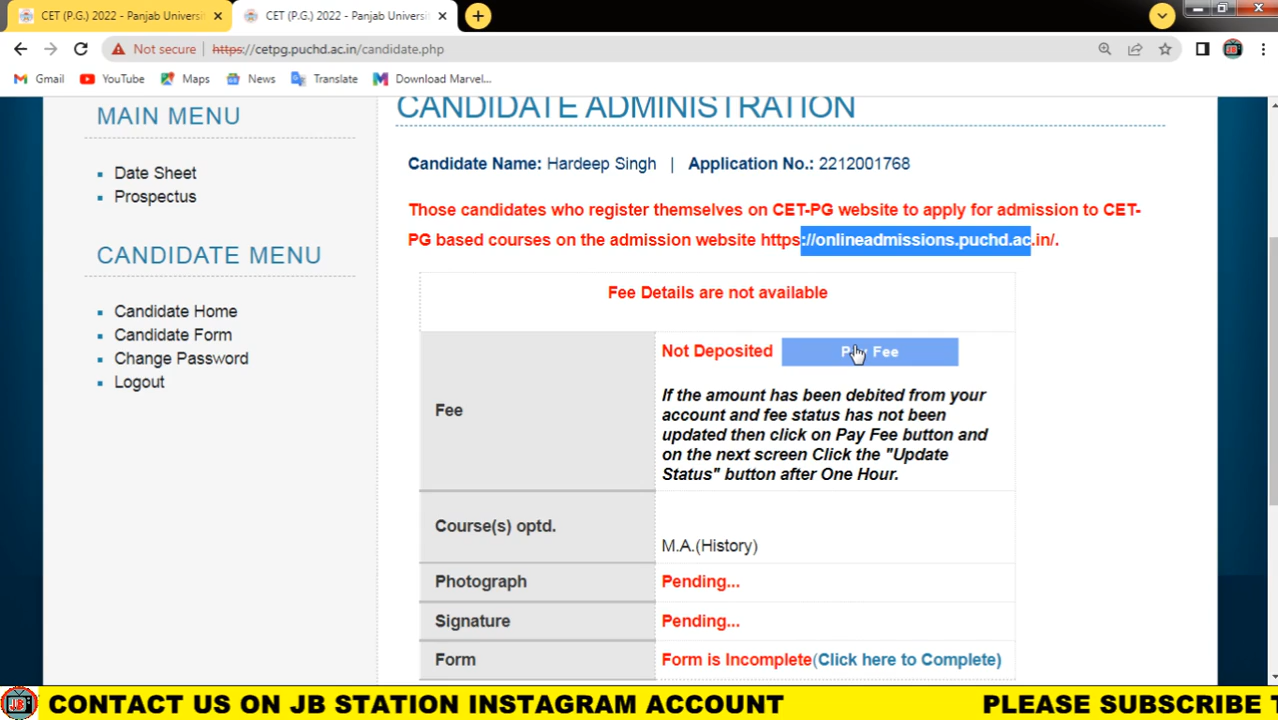 CET (P.G.) 2022 - Panjab Universi
CET (P.G.) 2022 - Panjab Universi
Not secure
https://cetpg.puchd.ac.in/candidate.php
Gmail
YouTube
Maps
News
Translate
Download Marvel...
MAIN MENU
Date Sheet
Prospectus
CANDIDATE MENU
Candidate Home
Candidate Form
Change Password
Logout
CANDIDATE ADMINISTRATION
Candidate Name: Hardeep Singh | Application No.: 2212001768
Those candidates who register themselves on CET-PG website to apply for admission to CET-
PG based courses on the admission website https://onlineadmissions.puchd.ac.in/.
Fee Details are not available
Fee
Not Deposited
Pay Fee
If the amount has been debited from your
account and fee status has not been
updated then click on Pay Fee button and
on the next screen Click the "Update
Status" button after One Hour.
Course(s) optd.
M.A.(History)
Photograph
Pending...
Signature
Pending...
Form
Form is Incomplete(Click here to Complete)
JB
CONTACT US ON JB STATION INSTAGRAM ACCOUNT
PLEASE SUBSCRIBE